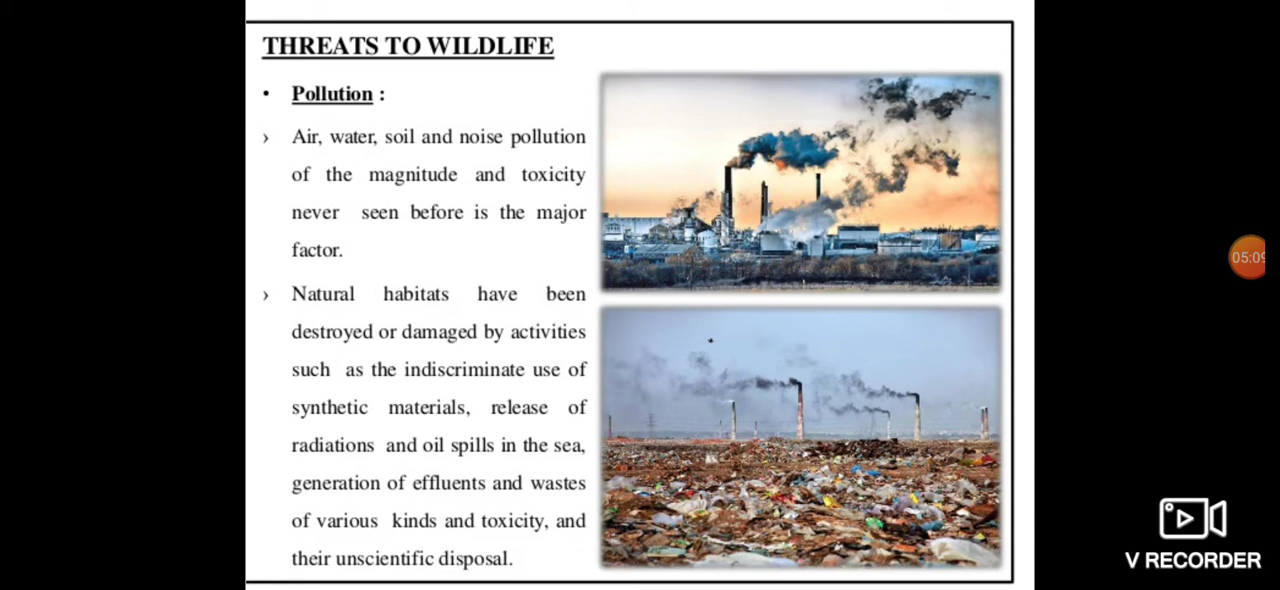 THREATS TO WILDLIFE
• Pollution :
› Air, water, soil and noise pollution
of the magnitude and toxicity
never seen before is the major
factor.
› Natural habitats have been
destroyed or damaged by activities
such as the indiscriminate use of
synthetic materials, release of
radiations and oil spills in the sea,
generation of effluents and wastes
of various kinds and toxicity, and
their unscientific disposal.
05:09
V RECORDER